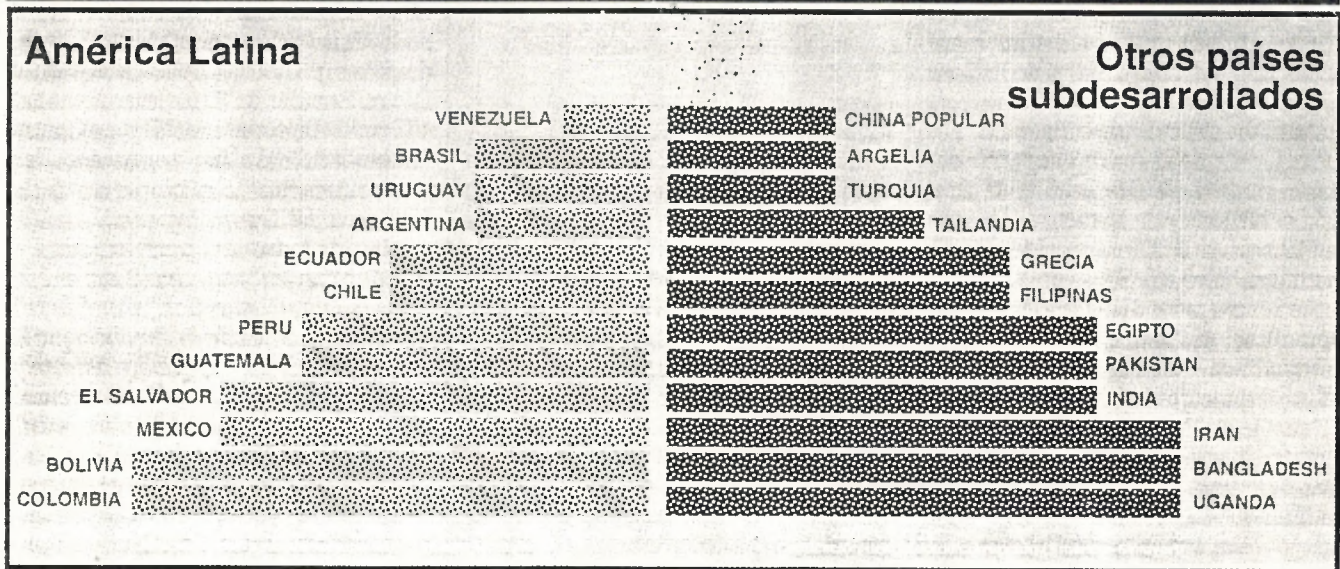 América Latina
Otros países
subdesarrollados
VENEZUELA
BRASIL
URUGUAY
ARGENTINA
ECUADOR
CHILE
PERU
GUATEMALA
EL SALVADOR
MEXICO
BOLIVIA
COLOMBIA
CHINA POPULAR
ARGELIA
TURQUIA
TAILANDIA
GRECIA
FILIPINAS
EGIPTO
PAKISTAN
INDIA
IRAN
BANGLADESH
UGANDA